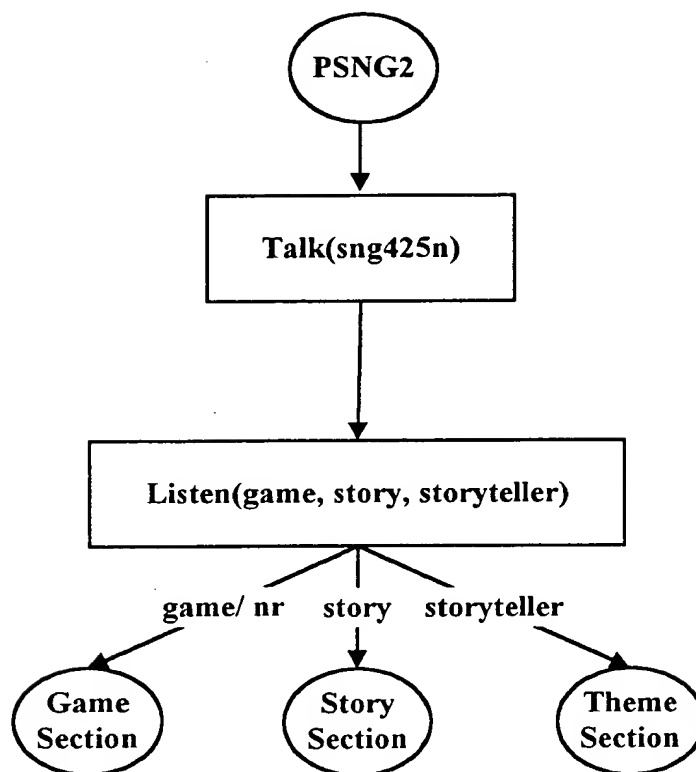 PSNG2
Talk(sng425n)
Listen(game, story, storyteller)
game/ nr story storyteller
Game Story Theme
Section Section Section